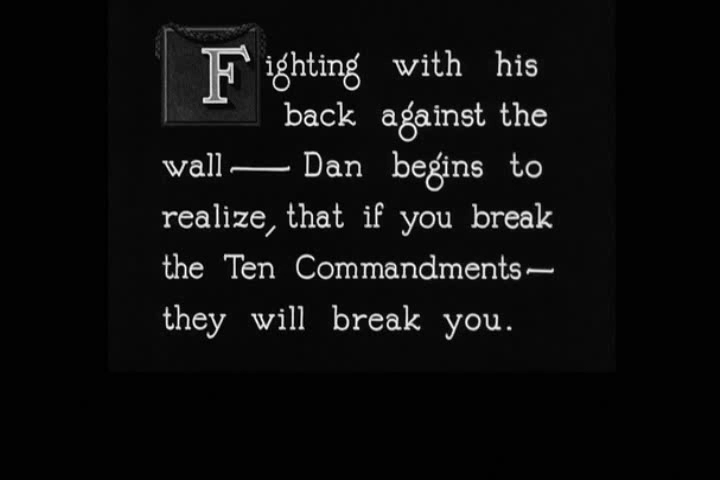 Fighting with his
back against the
wall — Dan begins to
realize, that if you break
the Ten Commandments—
they will break you.